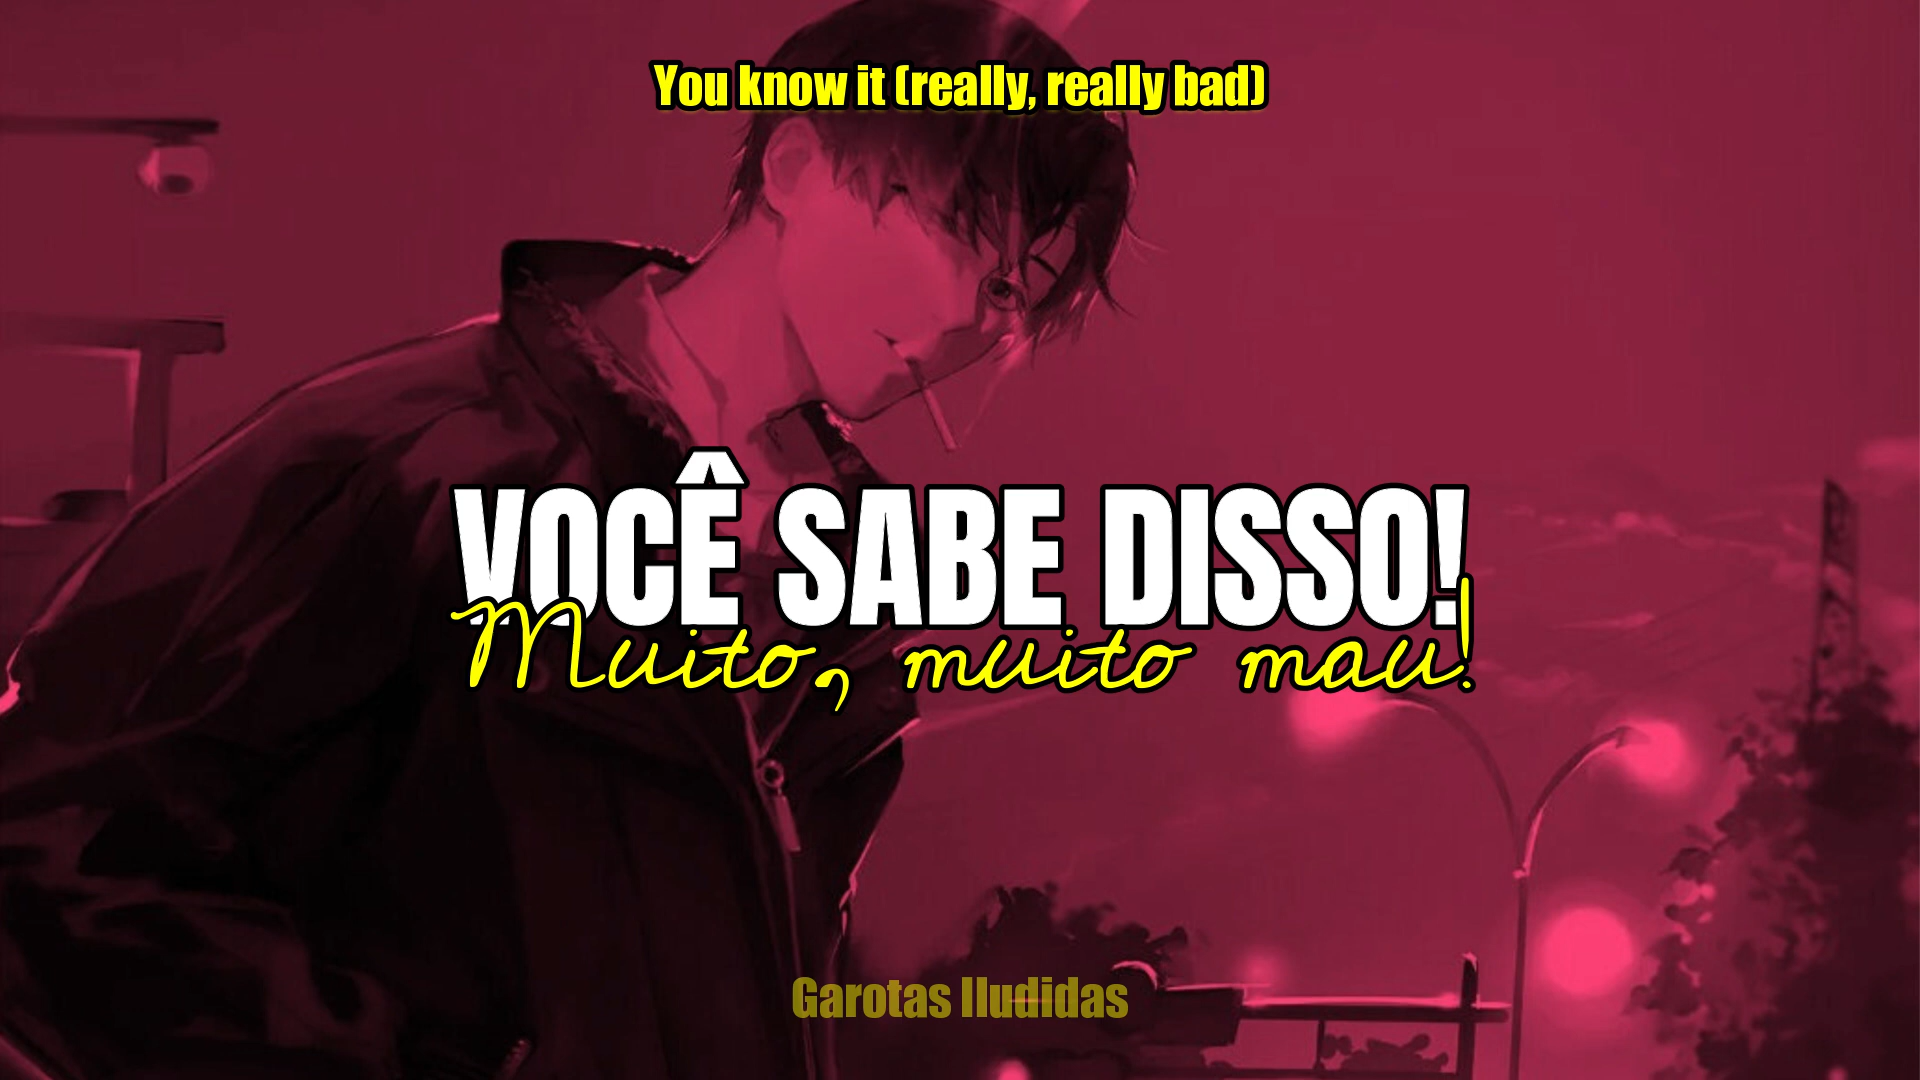 You know it (really, really bad)
VOCÊ SABE DISSO!
Muito, muito mau!
Garotas Iludidas